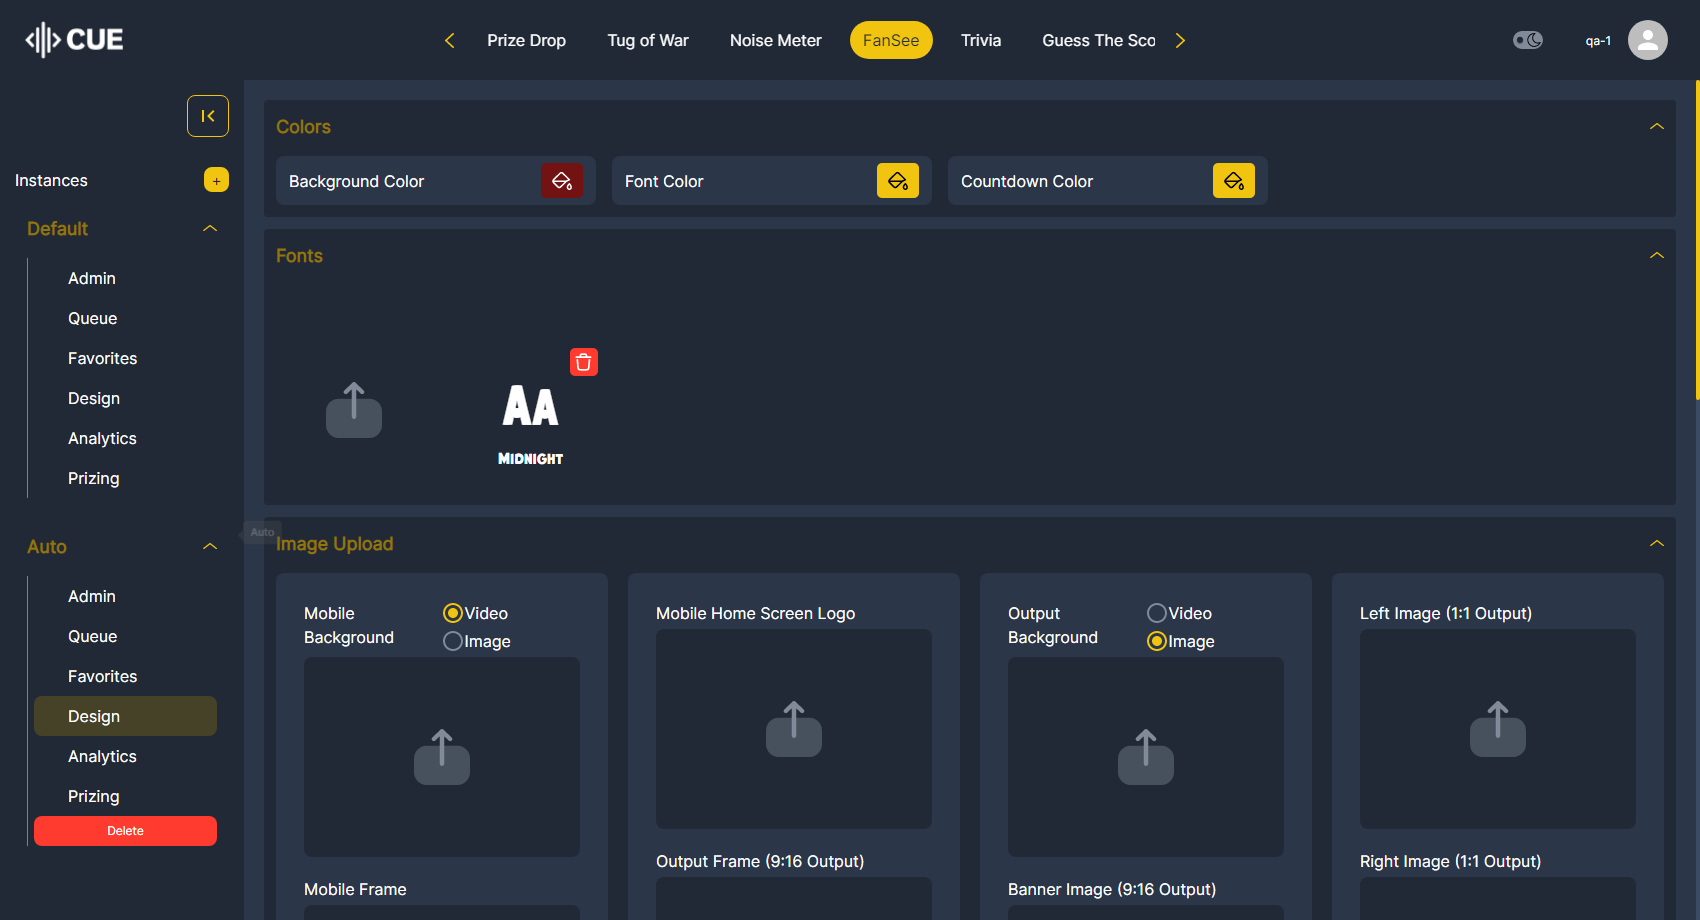 CUE
Prize Drop
Tug of War
Noise Meter
FanSee
Trivia
Guess The Sco
qa-1
Instances
+
Default
Admin
Queue
Favorites
Design
Analytics
Prizing
Auto
Admin
Queue
Favorites
Design
Analytics
Prizing
Delete
Auto
Colors
Background Color
Font Color
Countdown Color
Fonts
AA
MIDNIGHT
Image Upload
Mobile
Background
Video
Image
Mobile Frame
Mobile Home Screen Logo
Output Frame (9:16 Output)
Output
Background
Video
Image
Banner Image (9:16 Output)
Left Image (1:1 Output)
Right Image (1:1 Output)